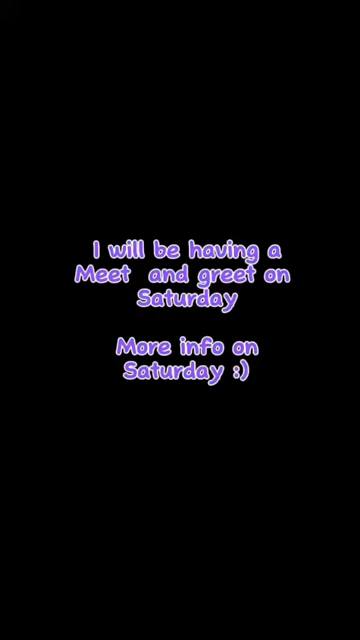 I will be having a
Meet  and greet on
Saturday
More info on
Saturday :)